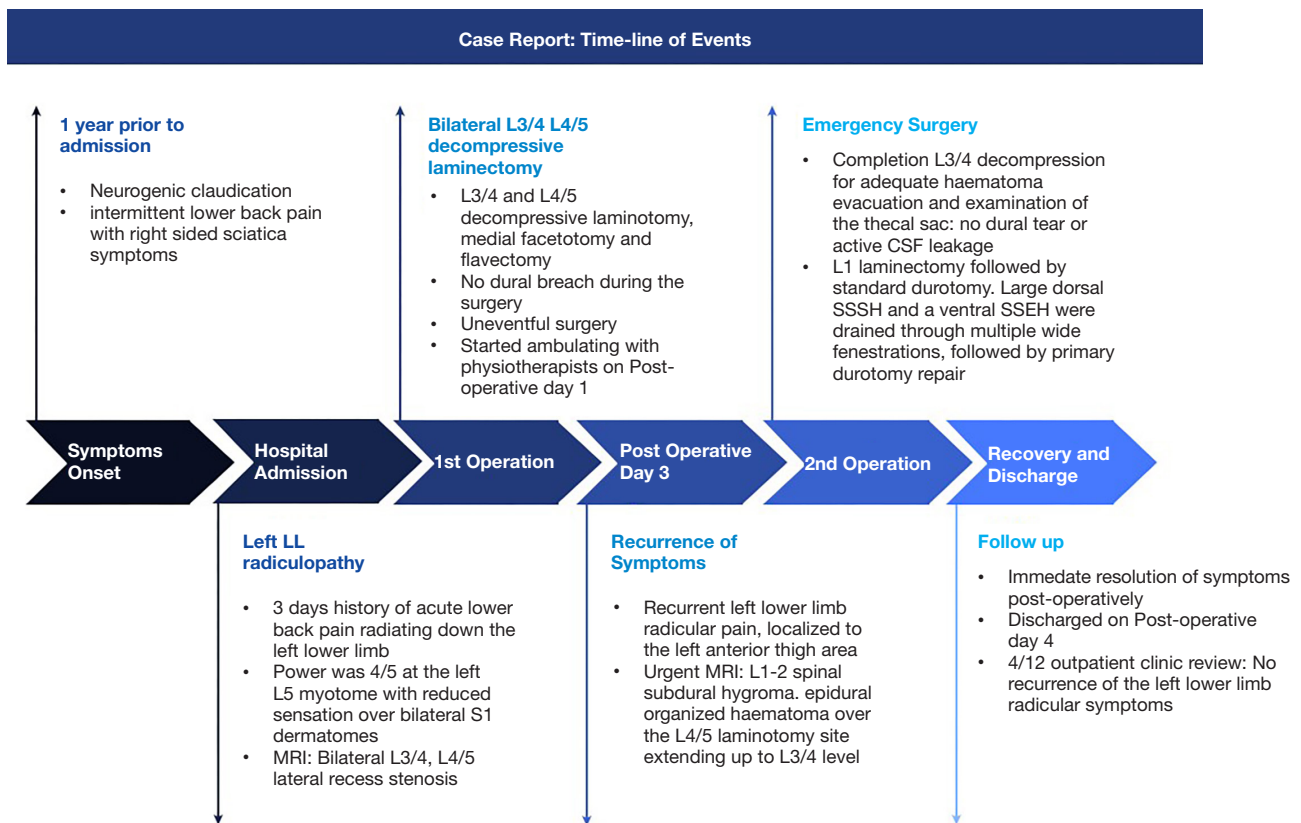 Case Report: Time-line of Events
1 year prior to
admission
• Neurogenic claudication
• intermittent lower back pain
with right sided sciatica
symptoms
Bilateral L3/4 L4/5
decompressive
laminectomy
• L3/4 and L4/5
decompressive laminotomy,
medial facetotomy and
flavectomy
• No dural breach during the
surgery
• Uneventful surgery
• Started ambulating with
physiotherapists on Post-
operative day 1
Emergency Surgery
• Completion L3/4 decompression
for adequate haematoma
evacuation and examination of
the thecal sac: no dural tear or
active CSF leakage
• L1 laminectomy followed by
standard durotomy. Large dorsal
SSSH and a ventral SSEH were
drained through multiple wide
fenestrations, followed by primary
durotomy repair
Symptoms
Onset
Hospital
Admission
1st Operation
Post Operative
Day 3
2nd Operation
Recovery and
Discharge
Left LL
radiculopathy
• 3 days history of acute lower
back pain radiating down the
left lower limb
• Power was 4/5 at the left
L5 myotome with reduced
sensation over bilateral S1
dermatomes
• MRI: Bilateral L3/4, L4/5
lateral recess stenosis
Recurrence of
Symptoms
• Recurrent left lower limb
radicular pain, localized to
the left anterior thigh area
• Urgent MRI: L1-2 spinal
subdural hygroma. epidural
organized haematoma over
the L4/5 laminotomy site
extending up to L3/4 level
Follow up
• Immedate resolution of symptoms
post-operatively
• Discharged on Post-operative
day 4
• 4/12 outpatient clinic review: No
recurrence of the left lower limb
radicular symptoms